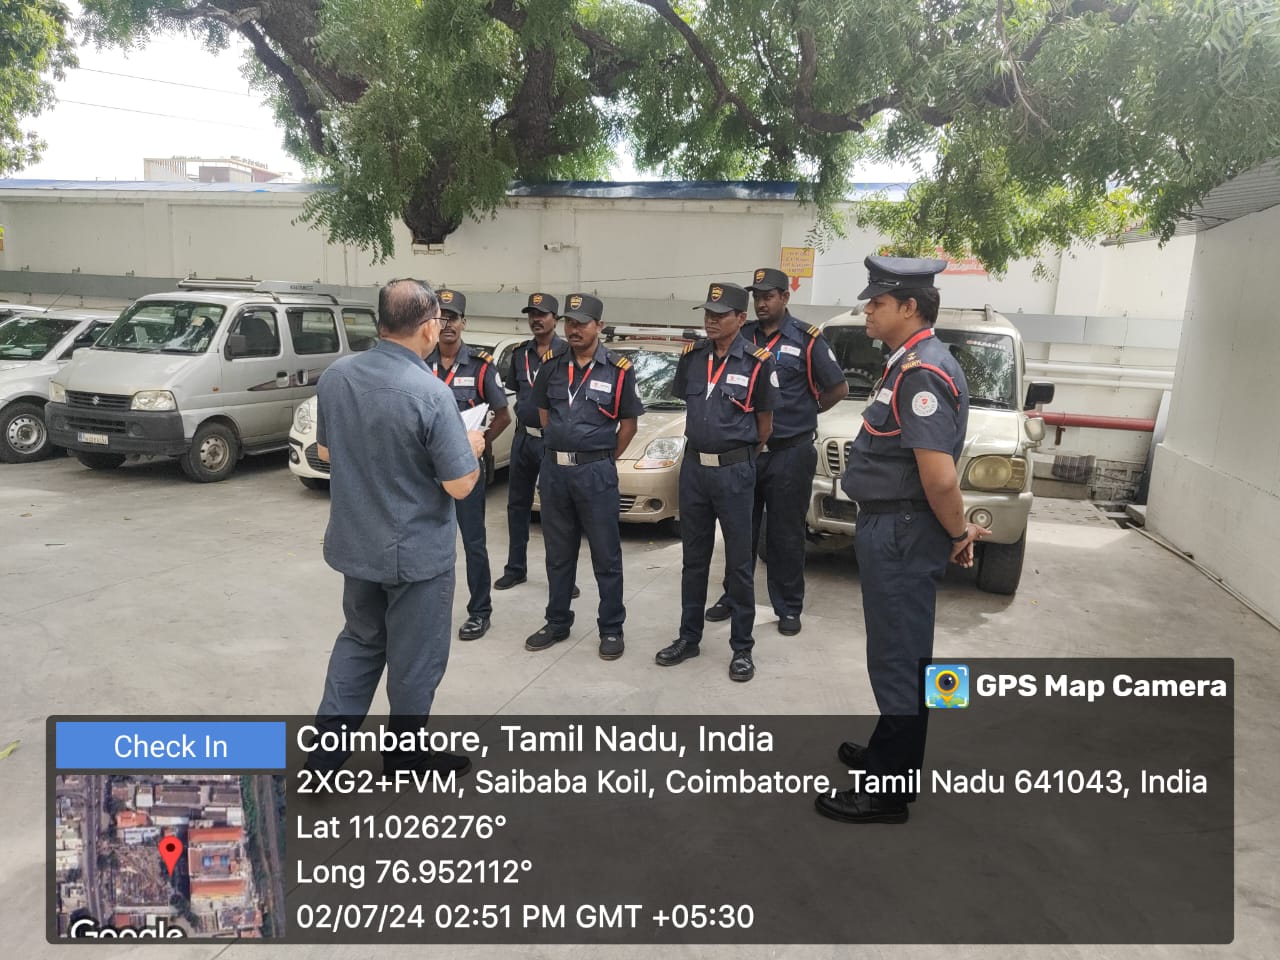 GPS Map Camera
Check In
Coimbatore, Tamil Nadu, India
2XG2+FVM, Saibaba Koil, Coimbatore, Tamil Nadu 641043, India
Lat 11.026276°
Long 76.952112°
02/07/24 02:51 PM GMT +05:30
Google